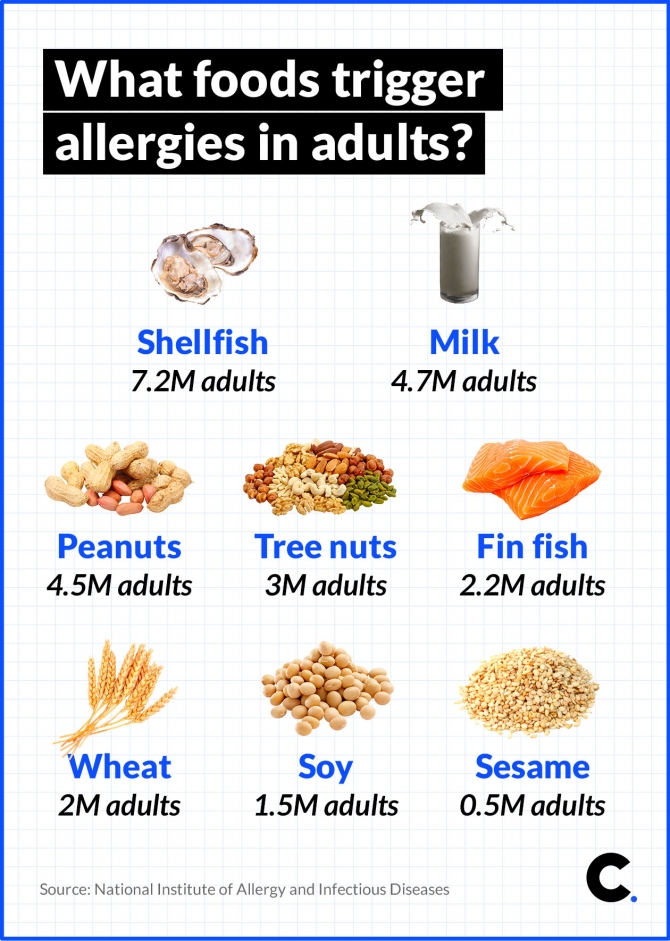 What foods trigger
allergies in adults?
Shellfish
7.2M adults
Milk
4.7M adults
Peanuts
4.5M adults
Tree nuts
3M adults
Fin fish
2.2M adults
Wheat
2M adults
Soy
1.5M adults
Sesame
0.5M adults
Source: National Institute of Allergy and Infectious Diseases
C.